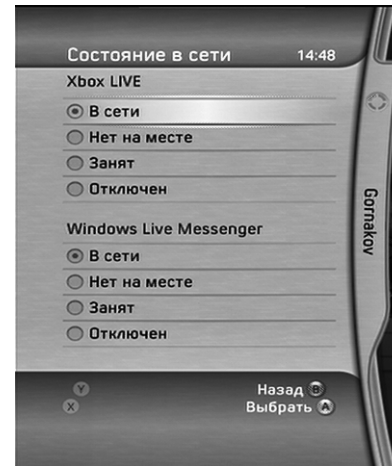 Состояние в сети 14:48
Xbox LIVE
В сети
Нет на месте
Занят
Отключен
Windows Live Messenger
В сети
Нет на месте
Занят
Отключен
Gornakov
Y
Назад B
X
Выбрать A